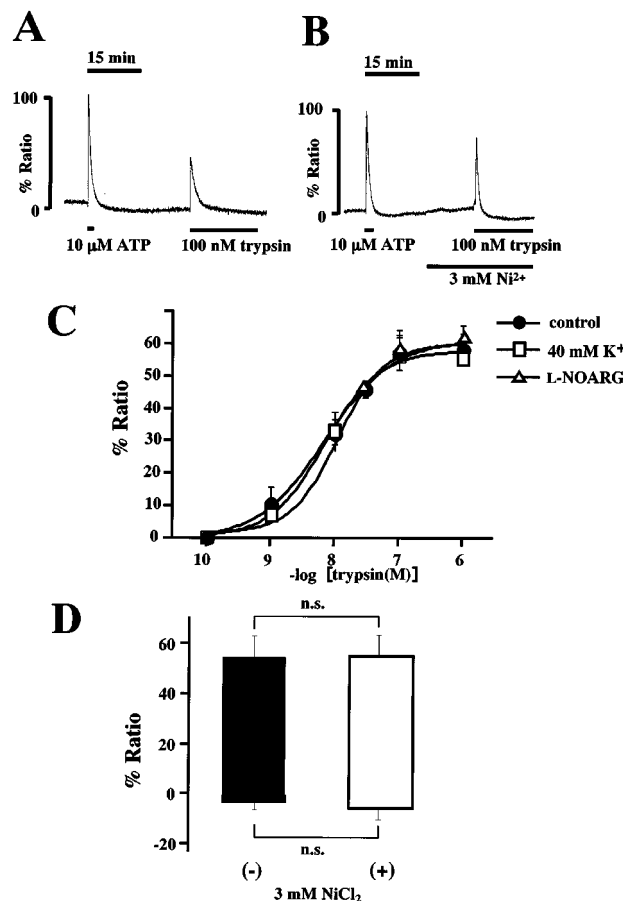 A
15 min
100
% Ratio
0
10 μM ATP
100 nM trypsin
B
15 min
100
% Ratio
0
10 μM ATP
100 nM trypsin
3 mM Ni2+
C
control
40 mM K+
L-NOARG
60
50
40
30
20
10
0
% Ratio
10 9 8 7 6
-log [trypsin(M)]
D
n.s.
60
40
20
0
-20
% Ratio
n.s.
(-) (+)
3 mM NiCl2